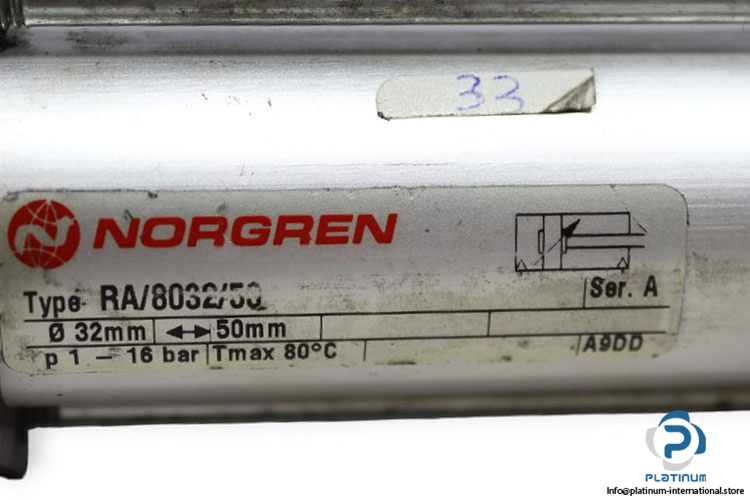 33
NORGREN
Type RA/8032/50
Ser. A
Ø 32mm ↔ 50mm
p 1 - 16 bar Tmax 80°C A9DD
PLATINUM
Info@platinum-international.store